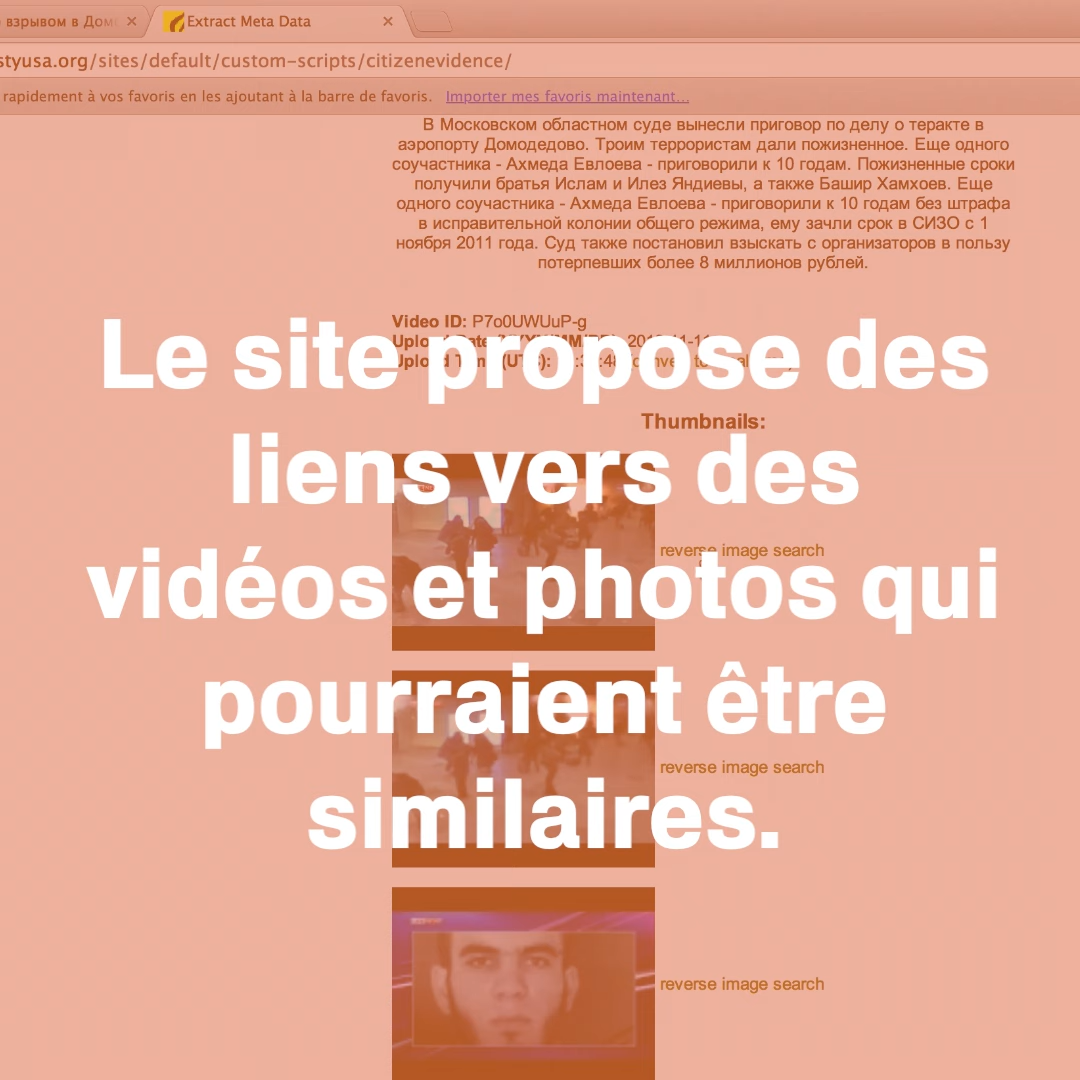 взрывом в Дом
Extract Meta Data
styusa.org/sites/default/custom-scripts/citizenevidence/
rapidement à vos favoris en les ajoutant à la barre de favoris. Importer mes favoris maintenant...
В Московском областном суде вынесли приговор по делу о теракте в
аэропорту Домодедово. Троим террористам дали пожизненное. Еще одного
соучастника - Ахмеда Евлоева - приговорили к 10 годам. Пожизненные сроки
получили братья Ислам и Илез Яндиевы, а также Башир Хамхоев. Еще
одного соучастника - Ахмеда Евлоева - приговорили к 10 годам без штрафа
в исправительной колонии общего режима, ему зачли срок в СИЗО с 1
ноября 2011 года. Суд также постановил взыскать с организаторов в пользу
потерпевших более 8 миллионов рублей.
Video ID: P7o0UWUuP-g
Upload
Upload
Le site propose des
liens vers des
vidéos et photos qui
pourraient être
similaires.
Thumbnails:
reverse image search
reverse image search
reverse image search